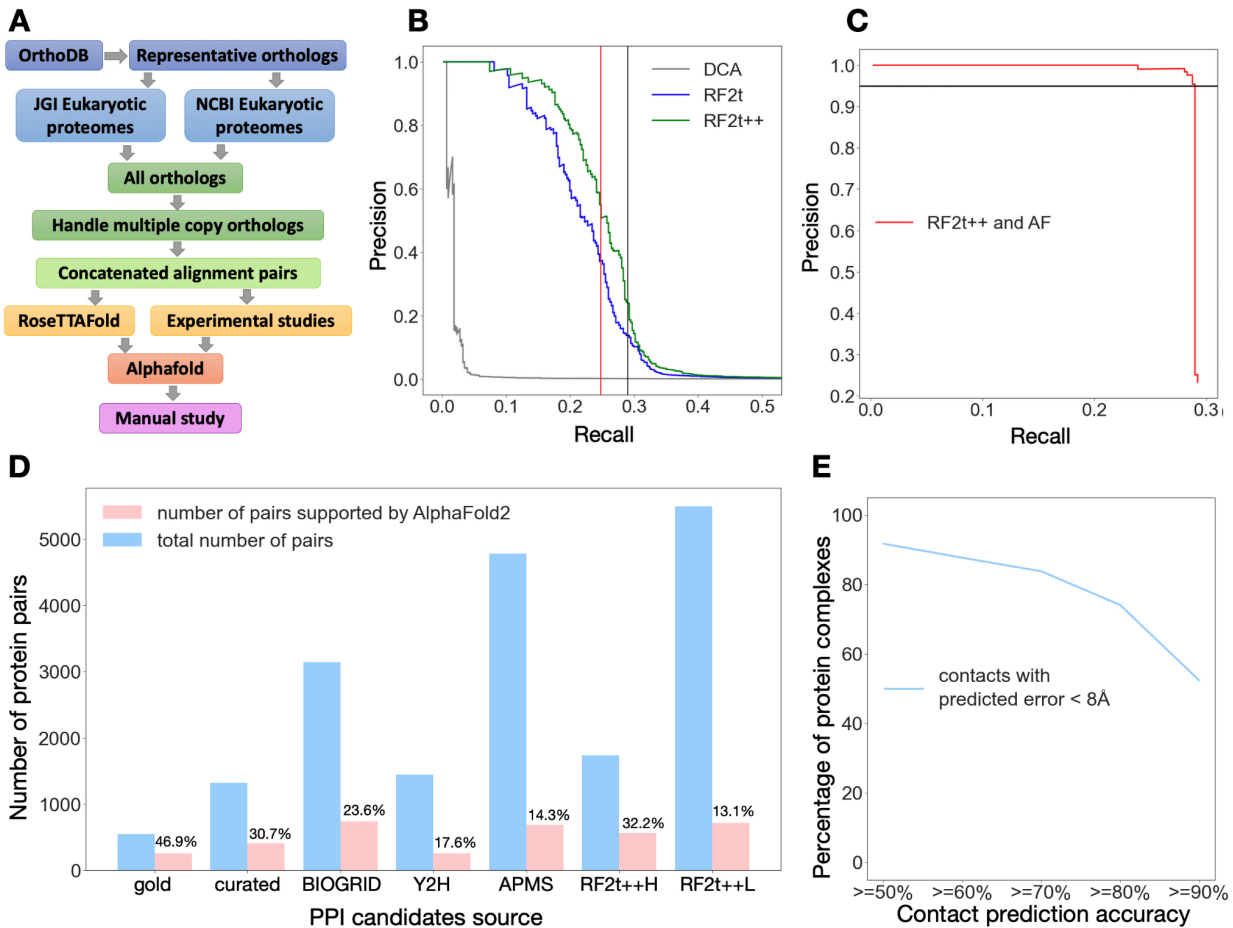 A
OrthoDB
Representative orthologs
JGI Eukaryotic
proteomes
NCBI Eukaryotic
proteomes
All orthologs
Handle multiple copy orthologs
Concatenated alignment pairs
RoseTTAFold
Experimental studies
Alphafold
Manual study
B
1.0
0.8
0.6
0.4
0.2
0.0
Precision
DCA
RF2t
RF2t++
0.0
0.1
0.2
0.3
0.4
0.5
Recall
C
1.0
0.9
0.8
0.7
0.6
0.5
0.4
0.3
0.2
Precision
RF2t++ and AF
0.0
0.1
0.2
0.3
Recall
D
number of pairs supported by AlphaFold2
total number of pairs
5000
4000
3000
2000
1000
0
Number of protein pairs
46.9%
30.7%
23.6%
17.6%
14.3%
32.2%
13.1%
gold
curated
BIOGRID
Y2H
APMS
RF2t++H
RF2t++L
PPI candidates source
E
100
80
60
40
20
0
Percentage of protein complexes
contacts with
predicted error < 8Å
>=50%
>=60%
>=70%
>=80%
>=90%
Contact prediction accuracy